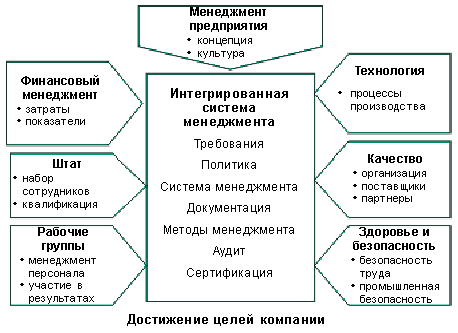 Менеджмент
предприятия
• концепция
• культура
Финансовый
менеджмент
• затраты
• показатели
Штат
• набор
сотрудников
• квалификация
Рабочие
группы
• менеджмент
персонала
• участие в
результатах
Интегрированная
система
менеджмента
Требования
Политика
Система менеджмента
Документация
Методы менеджмента
Аудит
Сертификация
Технология
• процессы
производства
Качество
• организация
• поставщики
• партнеры
Здоровье и
безопасность
• безопасность
труда
• промышленная
безопасность
Достижение целей компании